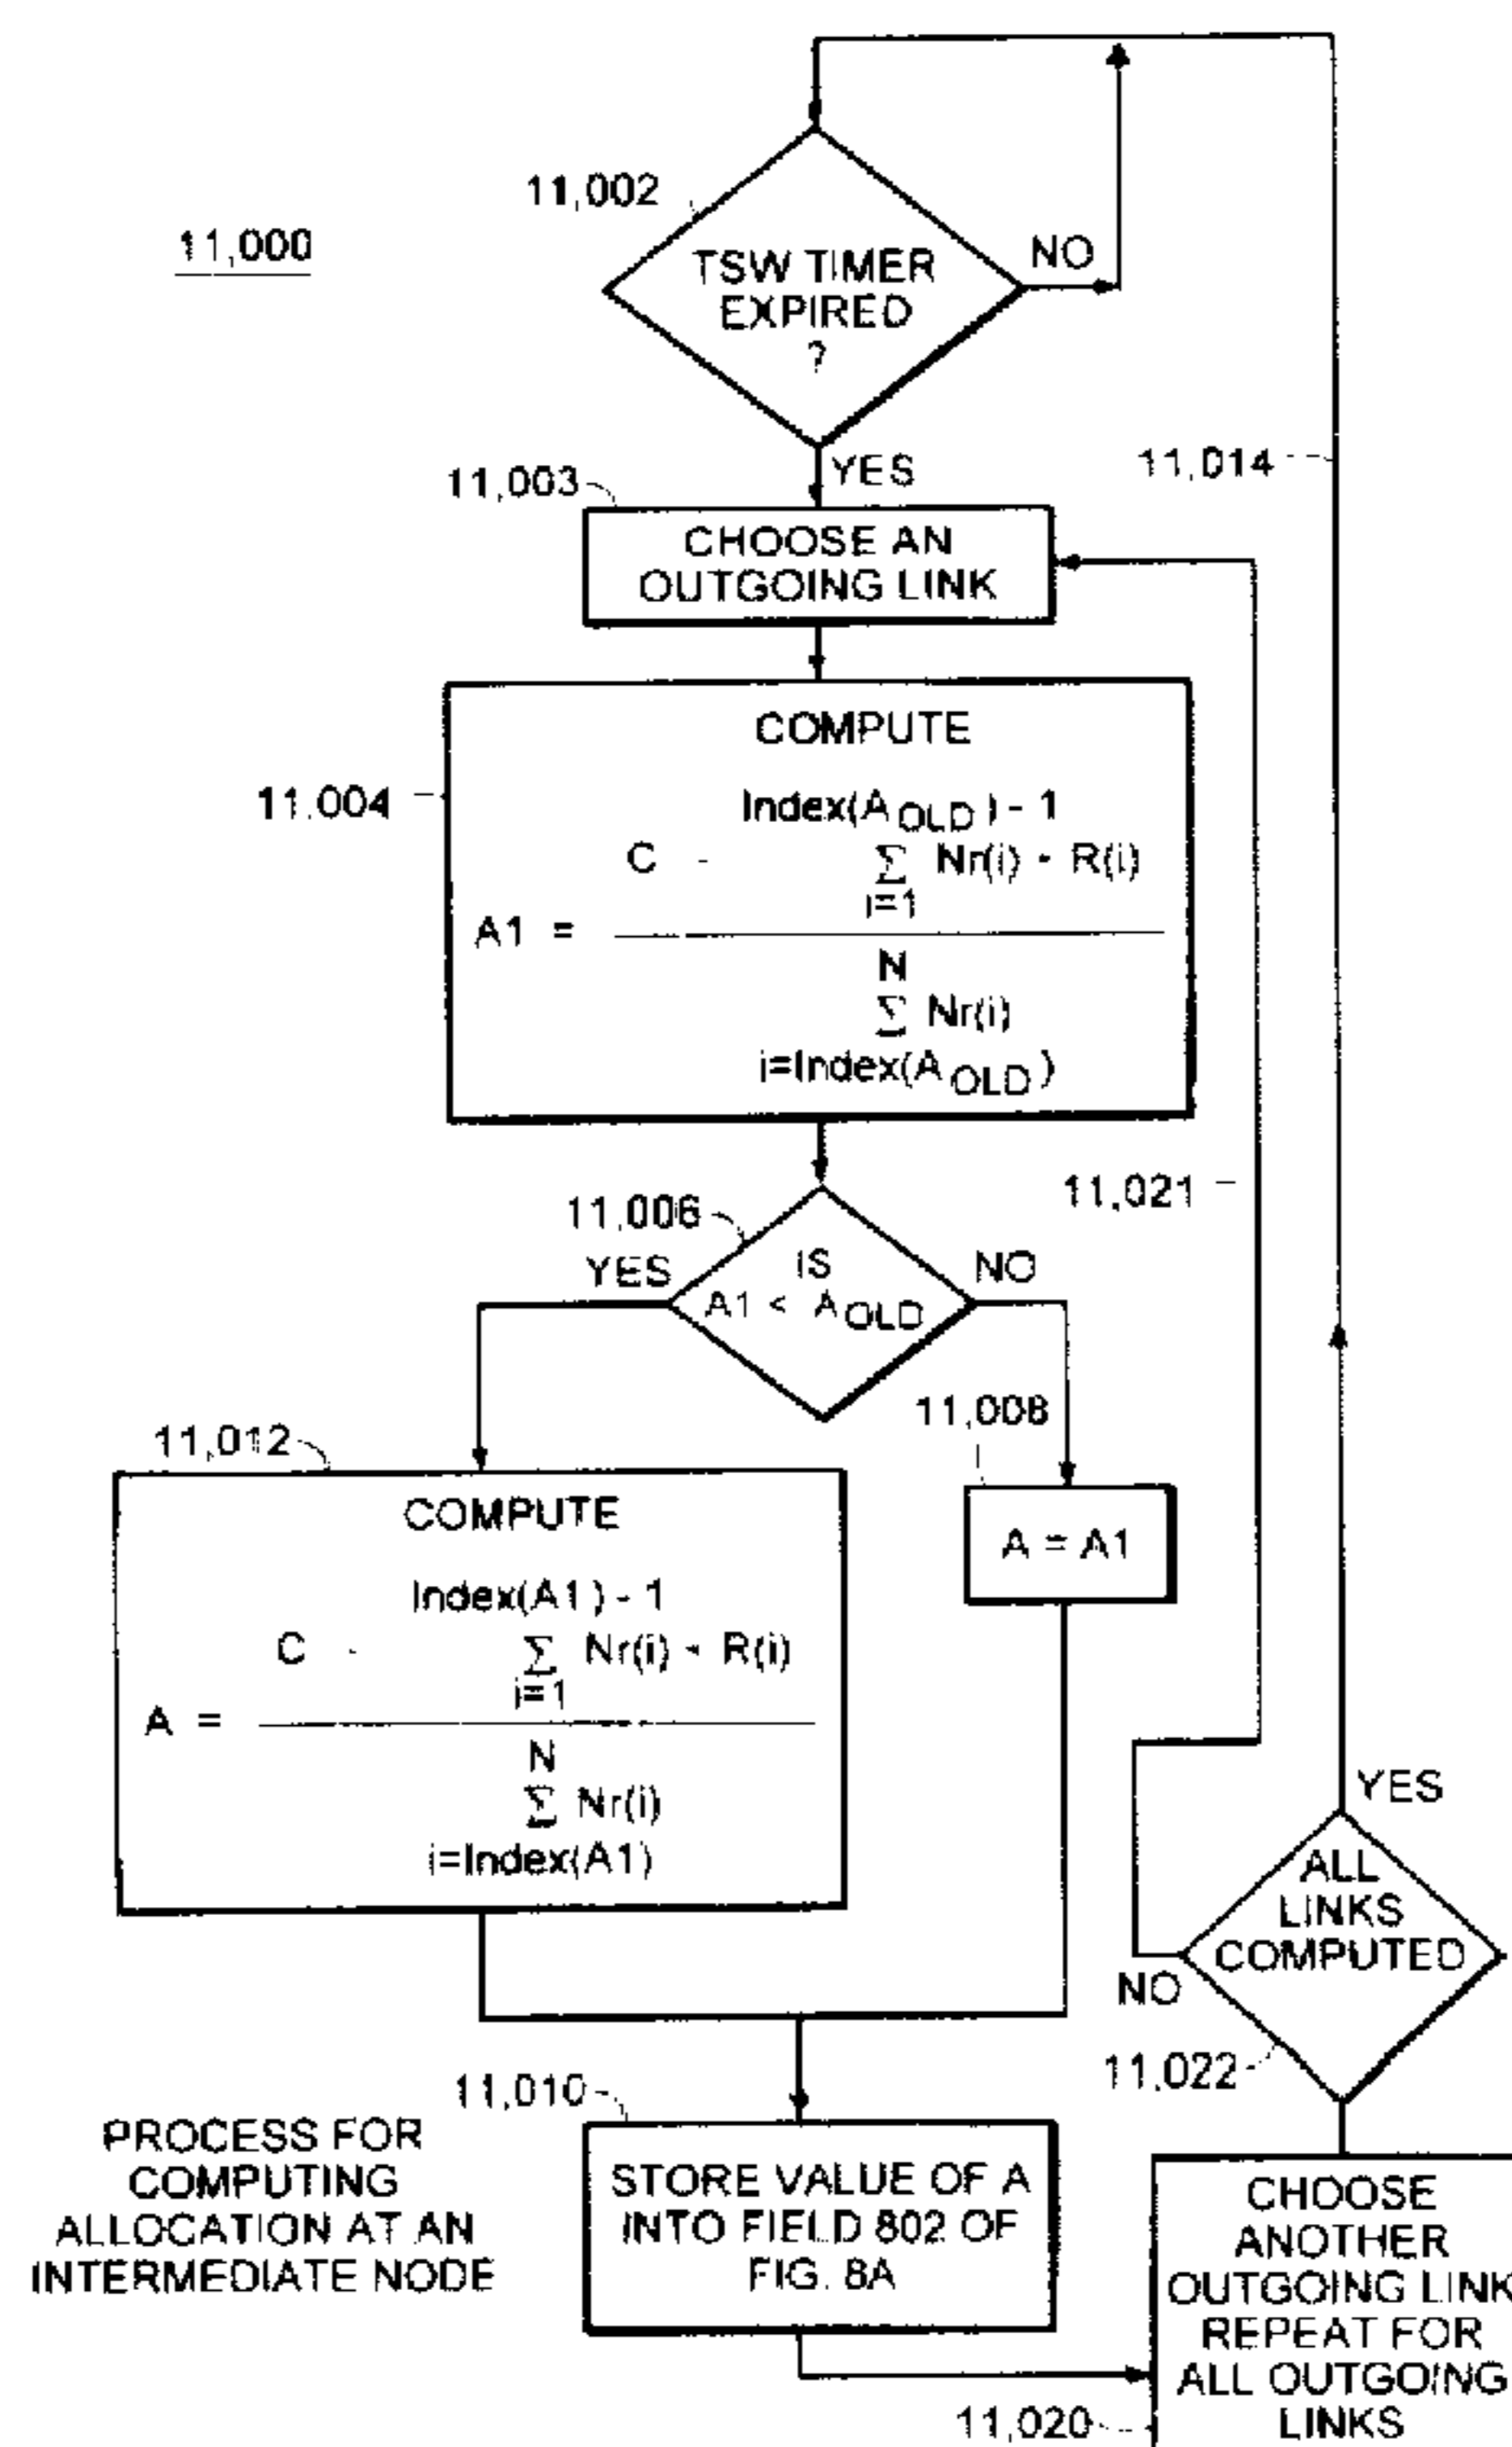 11,000
11,002
TSW TIMER
EXPIRED
?
NO
YES
11,003
CHOOSE AN
OUTGOING LINK
11,014
11.004
COMPUTE
Index(A OLD) - 1
C - Σ Nr(i) • R(i)
i=1
A1 =
N
Σ Nr(i)
i=Index(A OLD)
11,021
11,006
YES
IS
A1 < A OLD
NO
11,008
A = A1
11,012
COMPUTE
Index(A1) - 1
C - Σ Nr(i) • R(i)
i=1
A =
N
Σ Nr(i)
i=Index(A1)
YES
ALL
LINKS
COMPUTED
NO
11,022
11,010
STORE VALUE OF A
INTO FIELD 802 OF
FIG. 8A
PROCESS FOR
COMPUTING
ALLOCATION AT AN
INTERMEDIATE NODE
CHOOSE
ANOTHER
OUTGOING LINK
REPEAT FOR
ALL OUTGOING
LINKS
11,020